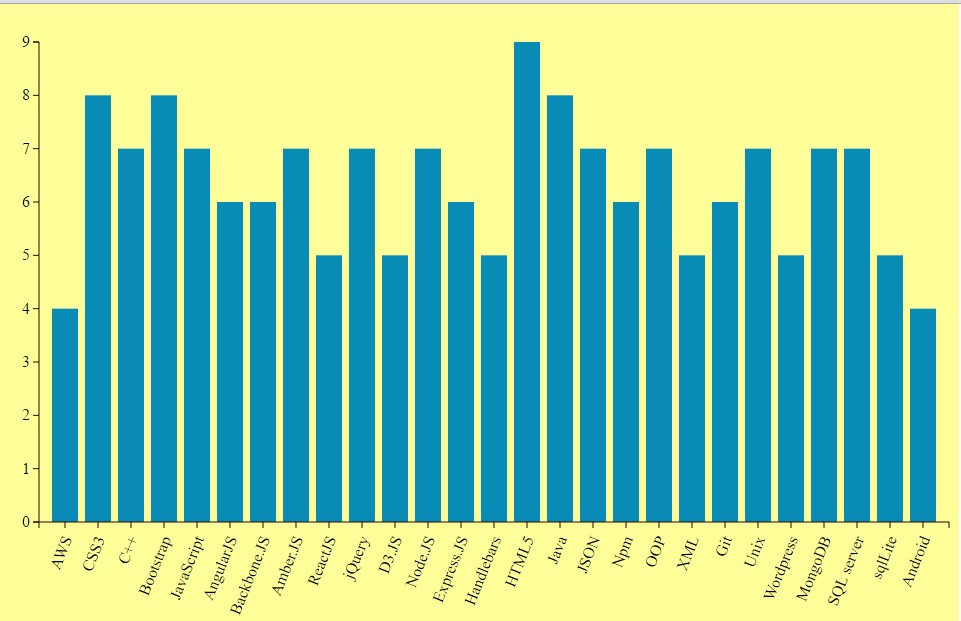 9
8
7
6
5
4
3
2
1
0
AWS
CSS3
C++
Bootstrap
JavaScript
AngularJS
Backbone.JS
Amber.JS
ReactJS
jQuery
D3.JS
Node.JS
Express.JS
Handlebars
HTML5
Java
JSON
Npm
OOP
XML
Git
Unix
Wordpress
MongoDB
SQL server
sqlLite
Android